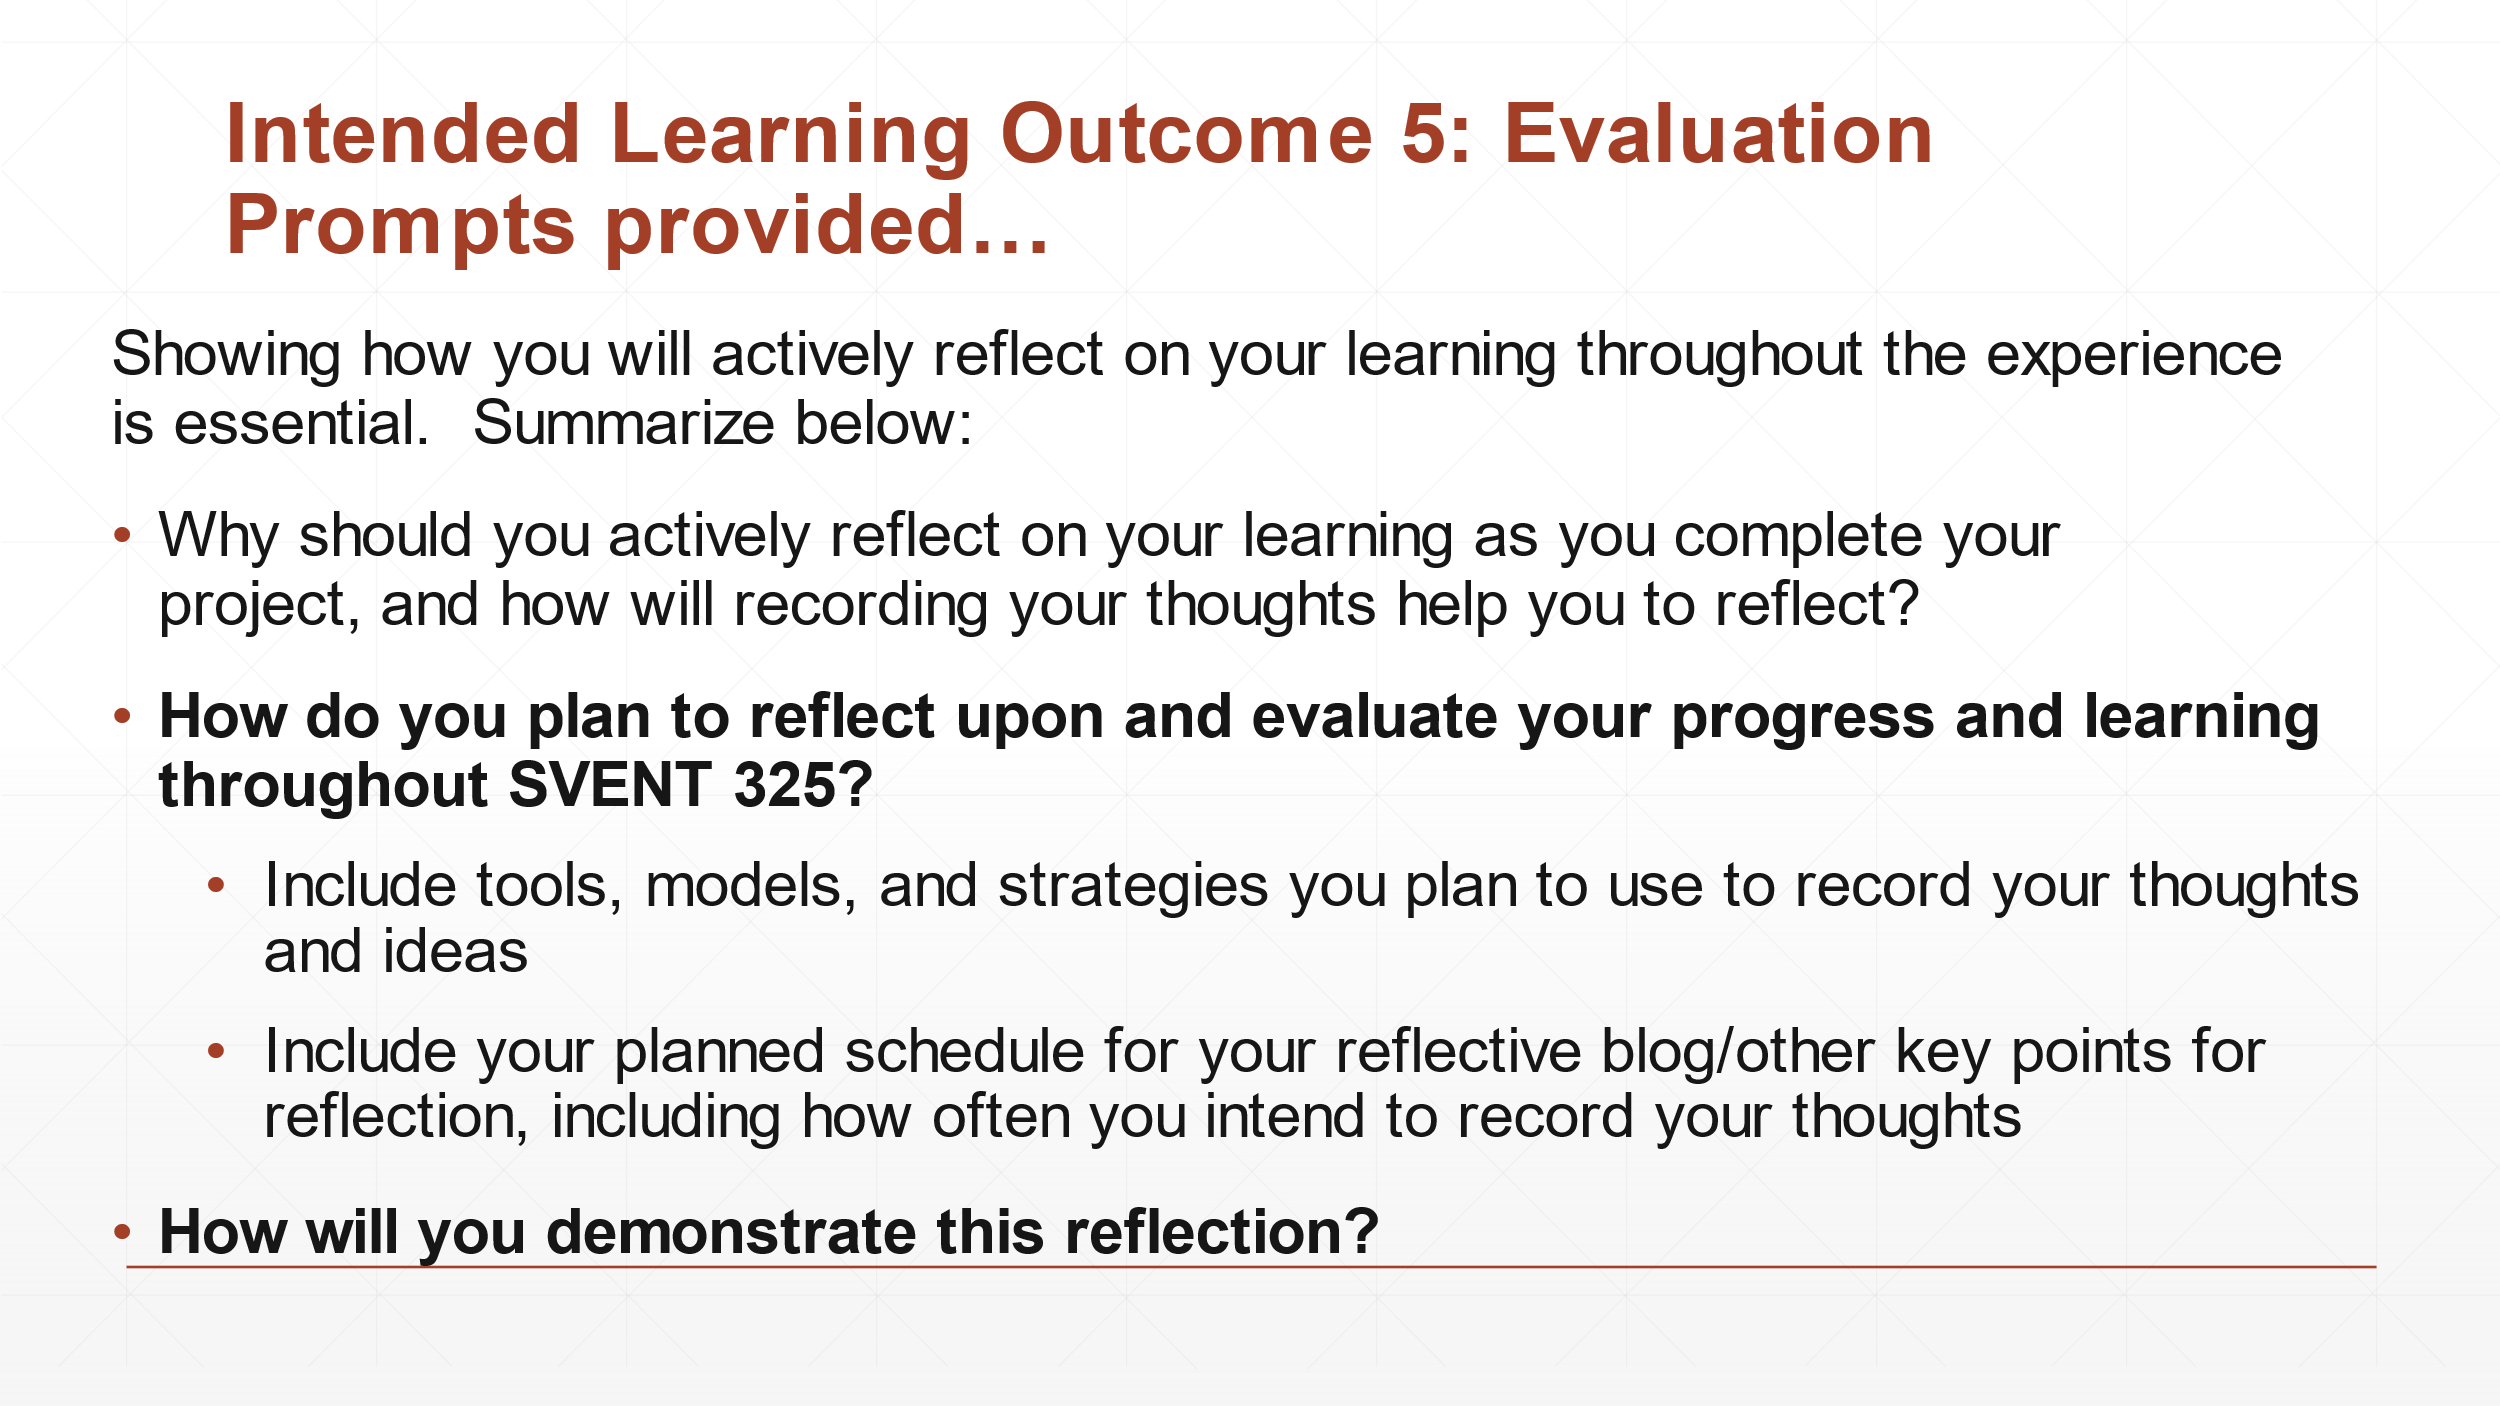 Intended Learning Outcome 5: Evaluation
Prompts provided…
Showing how you will actively reflect on your learning throughout the experience
is essential.  Summarize below:
• Why should you actively reflect on your learning as you complete your
project, and how will recording your thoughts help you to reflect?
• How do you plan to reflect upon and evaluate your progress and learning
throughout SVENT 325?
• Include tools, models, and strategies you plan to use to record your thoughts
and ideas
• Include your planned schedule for your reflective blog/other key points for
reflection, including how often you intend to record your thoughts
• How will you demonstrate this reflection?